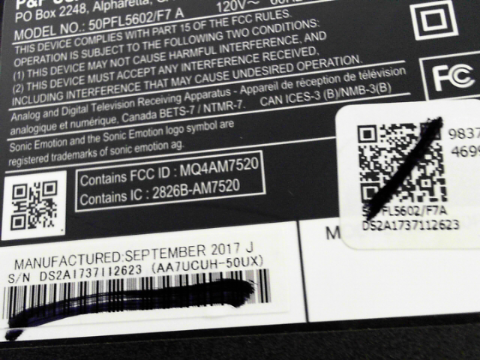 PO Box 2248, Alpharetta,
MODEL NO.: 50PFL5602/F7 A 120V~
THIS DEVICE COMPLIES WITH PART 15 OF THE FCC RULES.
OPERATION IS SUBJECT TO THE FOLLOWING TWO CONDITIONS:
(1) THIS DEVICE MAY NOT CAUSE HARMFUL INTERFERENCE, AND
(2) THIS DEVICE MUST ACCEPT ANY INTERFERENCE RECEIVED,
INCLUDING INTERFERENCE THAT MAY CAUSE UNDESIRED OPERATION.
Analog and Digital Television Receiving Apparatus - Appareil de réception de télévision
analogique et numérique, Canada BETS-7 / NTMR-7. CAN ICES-3 (B)/NMB-3(B)
Sonic Emotion and the Sonic Emotion logo symbol are
registered trademarks of sonic emotion ag.
FC
Contains FCC ID : MQ4AM7520
Contains IC : 2826B-AM7520
9837
4699
PFL5602/F7 A
DS2A1737112623
MANUFACTURED:SEPTEMBER 2017 J
S/N DS2A1737112623 (AA7UCUH-50UX)
M